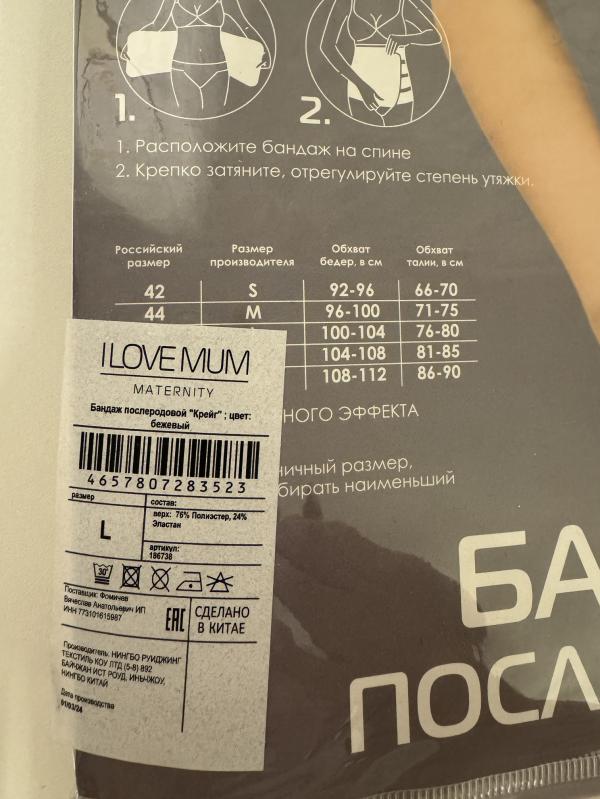 1.
2.
1. Расположите бандаж на спине
2. Крепко затяните, отрегулируйте степень утяжки.
Российский размер Размер производителя Обхват бедер, в см Обхват талии, в см
42 S 92-96 66-70
44 M 96-100 71-75
100-104 76-80
104-108 81-85
108-112 86-90
НОГО ЭФФЕКТА
ничный размер,
бирать наименьший
I LOVE MUM
MATERNITY
Бандаж послеродовой "Крейг" ; цвет:
бежевый
4657807283523
размер
L
состав:
верх: 76% Полиэстер, 24%
Эластан
артикул:
186738
30°
Поставщик: Фомичев
Вячеслав Анатольевич ИП
ИНН 773101615987
EAC
СДЕЛАНО
В КИТАЕ
Производитель: НИНГБО РУИДЖИНГ
ТЕКСТИЛЬ КОУ ЛТД (5-8) 892
БАЙЧЖАН ИСТ РОУД, ИНЬЧЖОУ,
НИНГБО КИТАЙ
Дата производства
01/03/24
БА
ПОСЛ